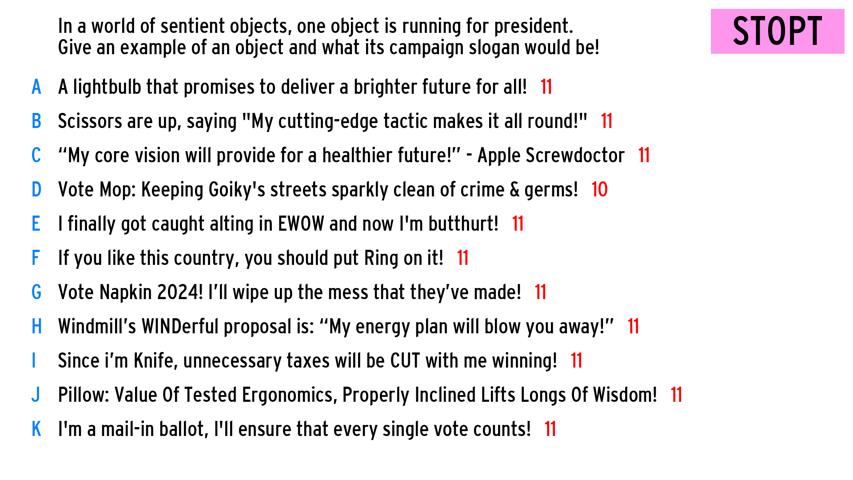 In a world of sentient objects, one object is running for president.
Give an example of an object and what its campaign slogan would be!
STOPT
A A lightbulb that promises to deliver a brighter future for all! 11
B Scissors are up, saying "My cutting-edge tactic makes it all round!" 11
C “My core vision will provide for a healthier future!” - Apple Screwdoctor 11
D Vote Mop: Keeping Goiky's streets sparkly clean of crime & germs! 10
E I finally got caught alting in EWOW and now I'm butthurt! 11
F If you like this country, you should put Ring on it! 11
G Vote Napkin 2024! I’ll wipe up the mess that they’ve made! 11
H Windmill’s WINDerful proposal is: “My energy plan will blow you away!” 11
I Since i’m Knife, unnecessary taxes will be CUT with me winning! 11
J Pillow: Value Of Tested Ergonomics, Properly Inclined Lifts Longs Of Wisdom! 11
K I'm a mail-in ballot, I'll ensure that every single vote counts! 11